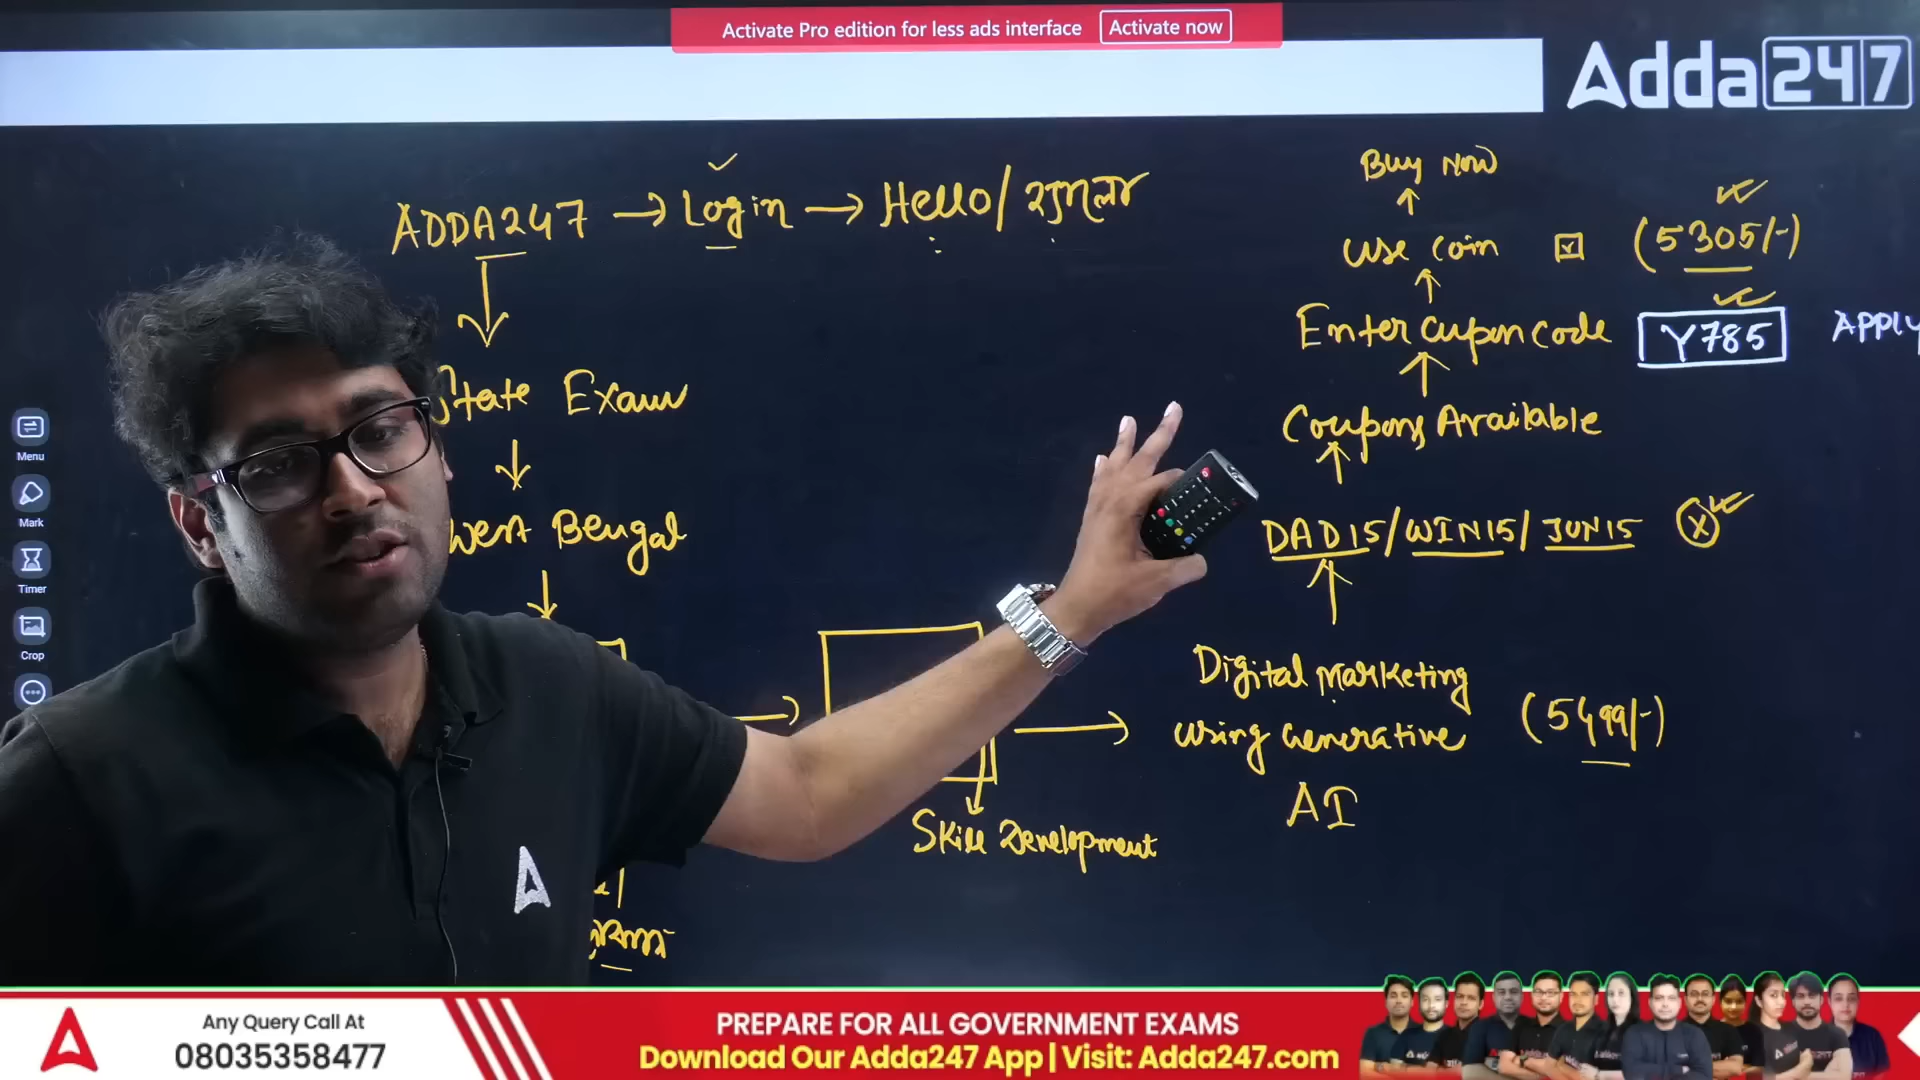 Activate Pro edition for less ads interface Activate now
Adda247
ADDA247 → Login → Hello/
Buy Now
Use coin (5305/-)
Enter cupon code Y785 APPLY
Coupons Available
DAD15/WIN15/JUN15
State Exam
West Bengal
Digital Marketing
using Generative (5499/-)
AI
Skill Development
Menu
Mark
Timer
Crop
Any Query Call At
08035358477
PREPARE FOR ALL GOVERNMENT EXAMS
Download Our Adda247 App | Visit: Adda247.com